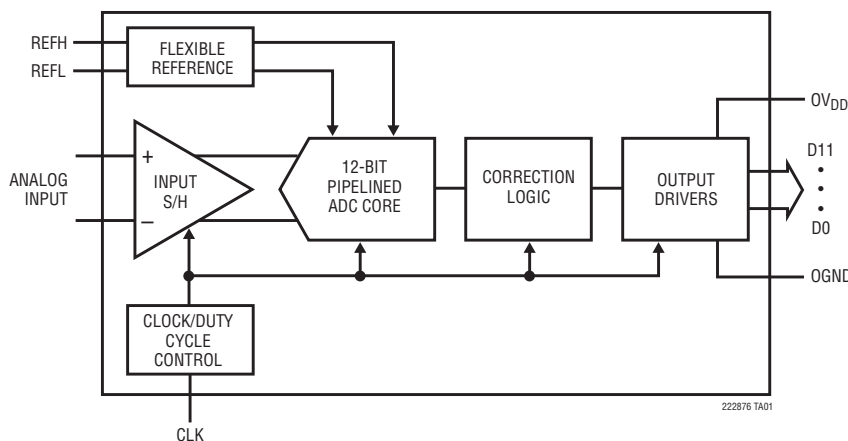 REFH
REFL
FLEXIBLE
REFERENCE
OVDD
ANALOG
INPUT
+
–
INPUT
S/H
12-BIT
PIPELINED
ADC CORE
CORRECTION
LOGIC
OUTPUT
DRIVERS
D11
•
•
•
D0
OGND
CLOCK/DUTY
CYCLE
CONTROL
CLK
222876 TA01